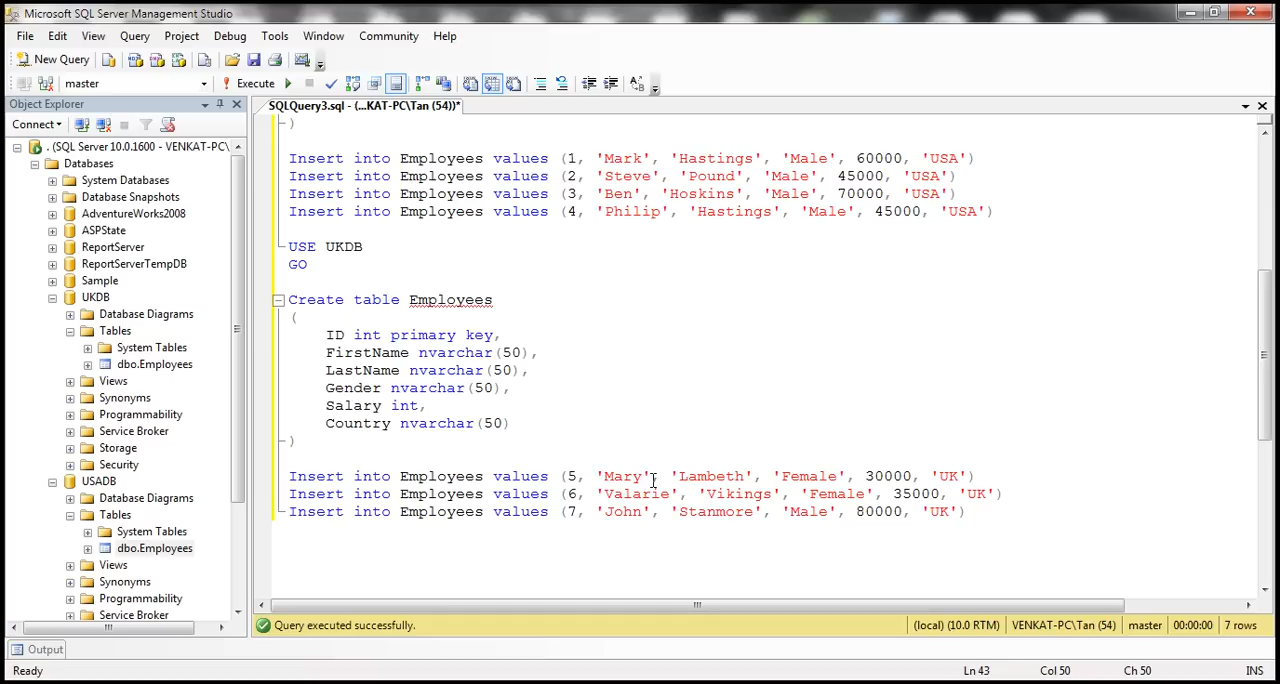 Microsoft SQL Server Management Studio
File Edit View Query Project Debug Tools Window Community Help
New Query
master Execute
Object Explorer
SQLQuery3.sql - (...KAT-PC\Tan (54))*
Connect
. (SQL Server 10.0.1600 - VENKAT-PC\
Databases
System Databases
Database Snapshots
AdventureWorks2008
ASPState
ReportServer
ReportServerTempDB
Sample
UKDB
Database Diagrams
Tables
System Tables
dbo.Employees
Views
Synonyms
Programmability
Service Broker
Storage
Security
USADB
Database Diagrams
Tables
System Tables
dbo.Employees
Views
Synonyms
Programmability
Service Broker
)
Insert into Employees values (1, 'Mark', 'Hastings', 'Male', 60000, 'USA')
Insert into Employees values (2, 'Steve', 'Pound', 'Male', 45000, 'USA')
Insert into Employees values (3, 'Ben', 'Hoskins', 'Male', 70000, 'USA')
Insert into Employees values (4, 'Philip', 'Hastings', 'Male', 45000, 'USA')
USE UKDB
GO
Create table Employees
(
ID int primary key,
FirstName nvarchar(50),
LastName nvarchar(50),
Gender nvarchar(50),
Salary int,
Country nvarchar(50)
)
Insert into Employees values (5, 'Mary', 'Lambeth', 'Female', 30000, 'UK')
Insert into Employees values (6, 'Valarie', 'Vikings', 'Female', 35000, 'UK')
Insert into Employees values (7, 'John', 'Stanmore', 'Male', 80000, 'UK')
Query executed successfully. (local) (10.0 RTM) VENKAT-PC\Tan (54) master 00:00:00 7 rows
Output
Ready Ln 43 Col 50 Ch 50 INS